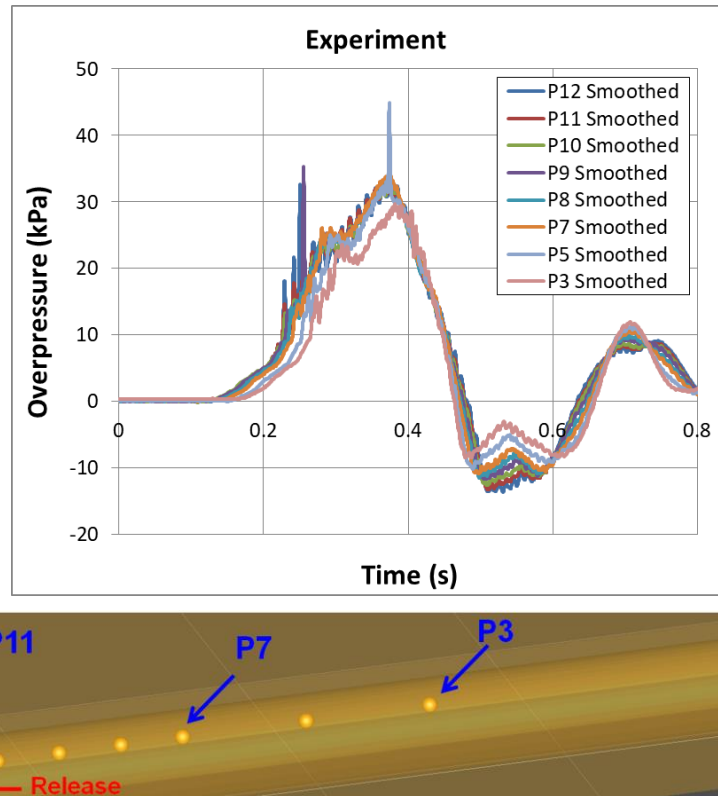 Experiment
50
40
30
20
10
0
-10
-20
0
0.2
0.4
0.6
0.8
Overpressure (kPa)
Time (s)
P12 Smoothed
P11 Smoothed
P10 Smoothed
P9 Smoothed
P8 Smoothed
P7 Smoothed
P5 Smoothed
P3 Smoothed
P11
P7
P3
Release